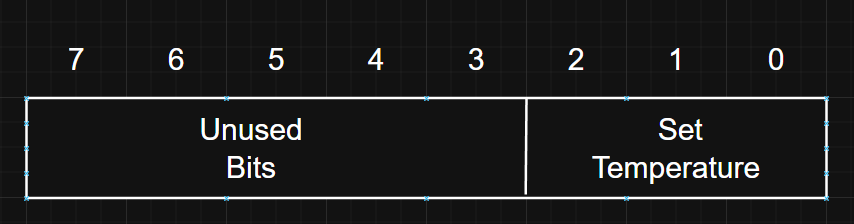 7 6 5 4 3 2 1 0
Unused
Bits
Set
Temperature